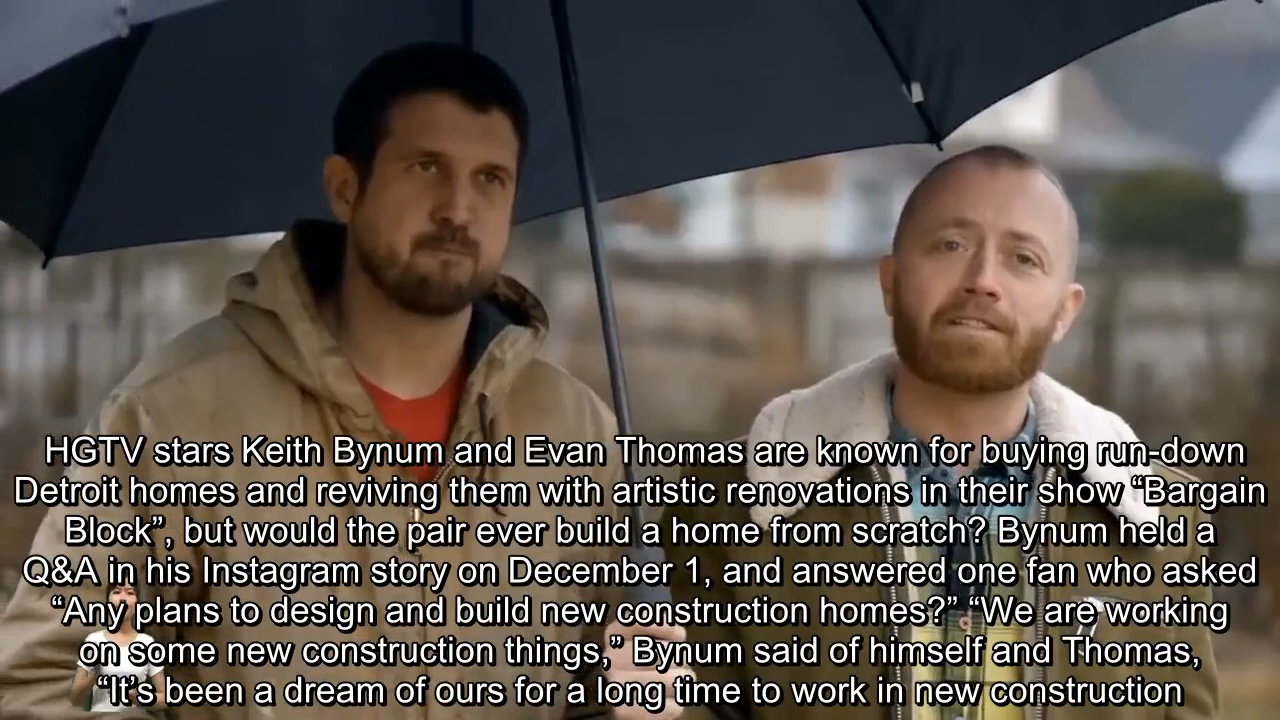 HGTV stars Keith Bynum and Evan Thomas are known for buying run-down
Detroit homes and reviving them with artistic renovations in their show “Bargain
Block”, but would the pair ever build a home from scratch? Bynum held a
Q&A in his Instagram story on December 1, and answered one fan who asked
“Any plans to design and build new construction homes?” “We are working
on some new construction things,” Bynum said of himself and Thomas,
“It’s been a dream of ours for a long time to work in new construction